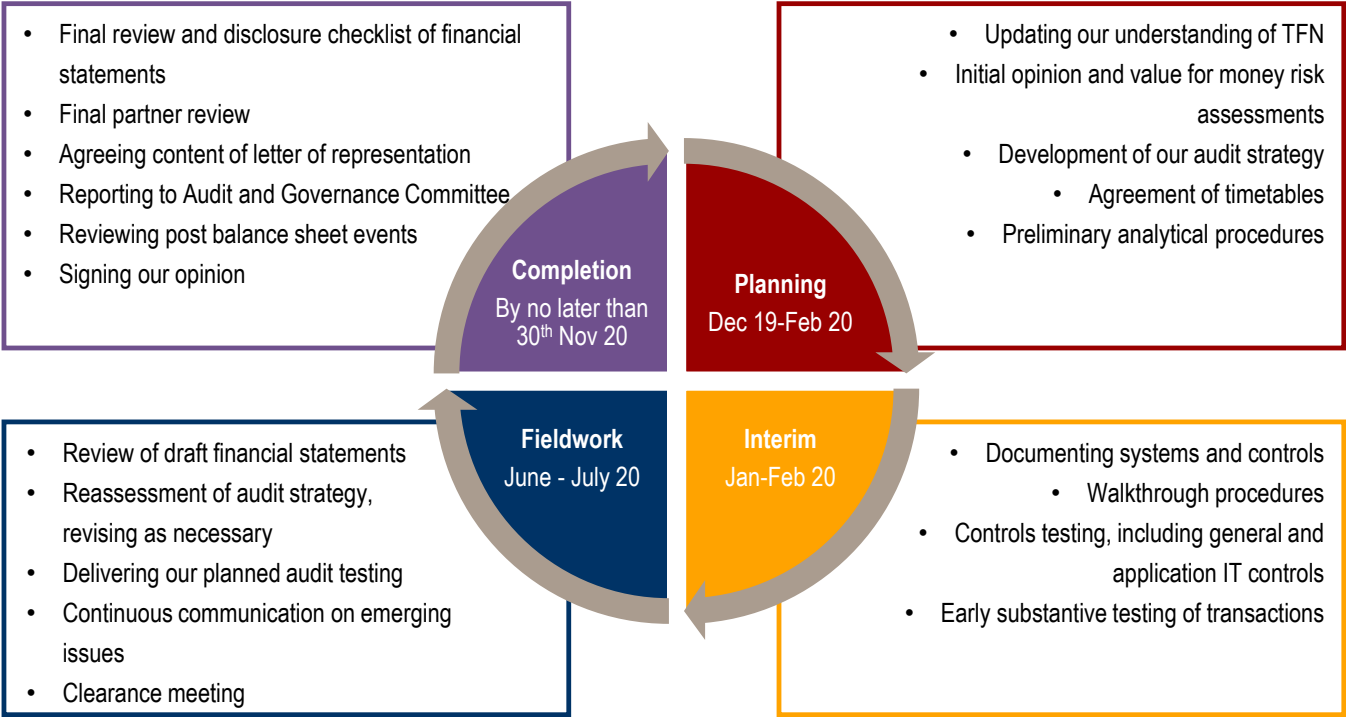 • Final review and disclosure checklist of financial
statements
• Final partner review
• Agreeing content of letter of representation
• Reporting to Audit and Governance Committee
• Reviewing post balance sheet events
• Signing our opinion
• Updating our understanding of TFN
• Initial opinion and value for money risk
assessments
• Development of our audit strategy
• Agreement of timetables
• Preliminary analytical procedures
Completion
By no later than
30th Nov 20
Planning
Dec 19-Feb 20
Fieldwork
June - July 20
Interim
Jan-Feb 20
• Review of draft financial statements
• Reassessment of audit strategy,
revising as necessary
• Delivering our planned audit testing
• Continuous communication on emerging
issues
• Clearance meeting
• Documenting systems and controls
• Walkthrough procedures
• Controls testing, including general and
application IT controls
• Early substantive testing of transactions